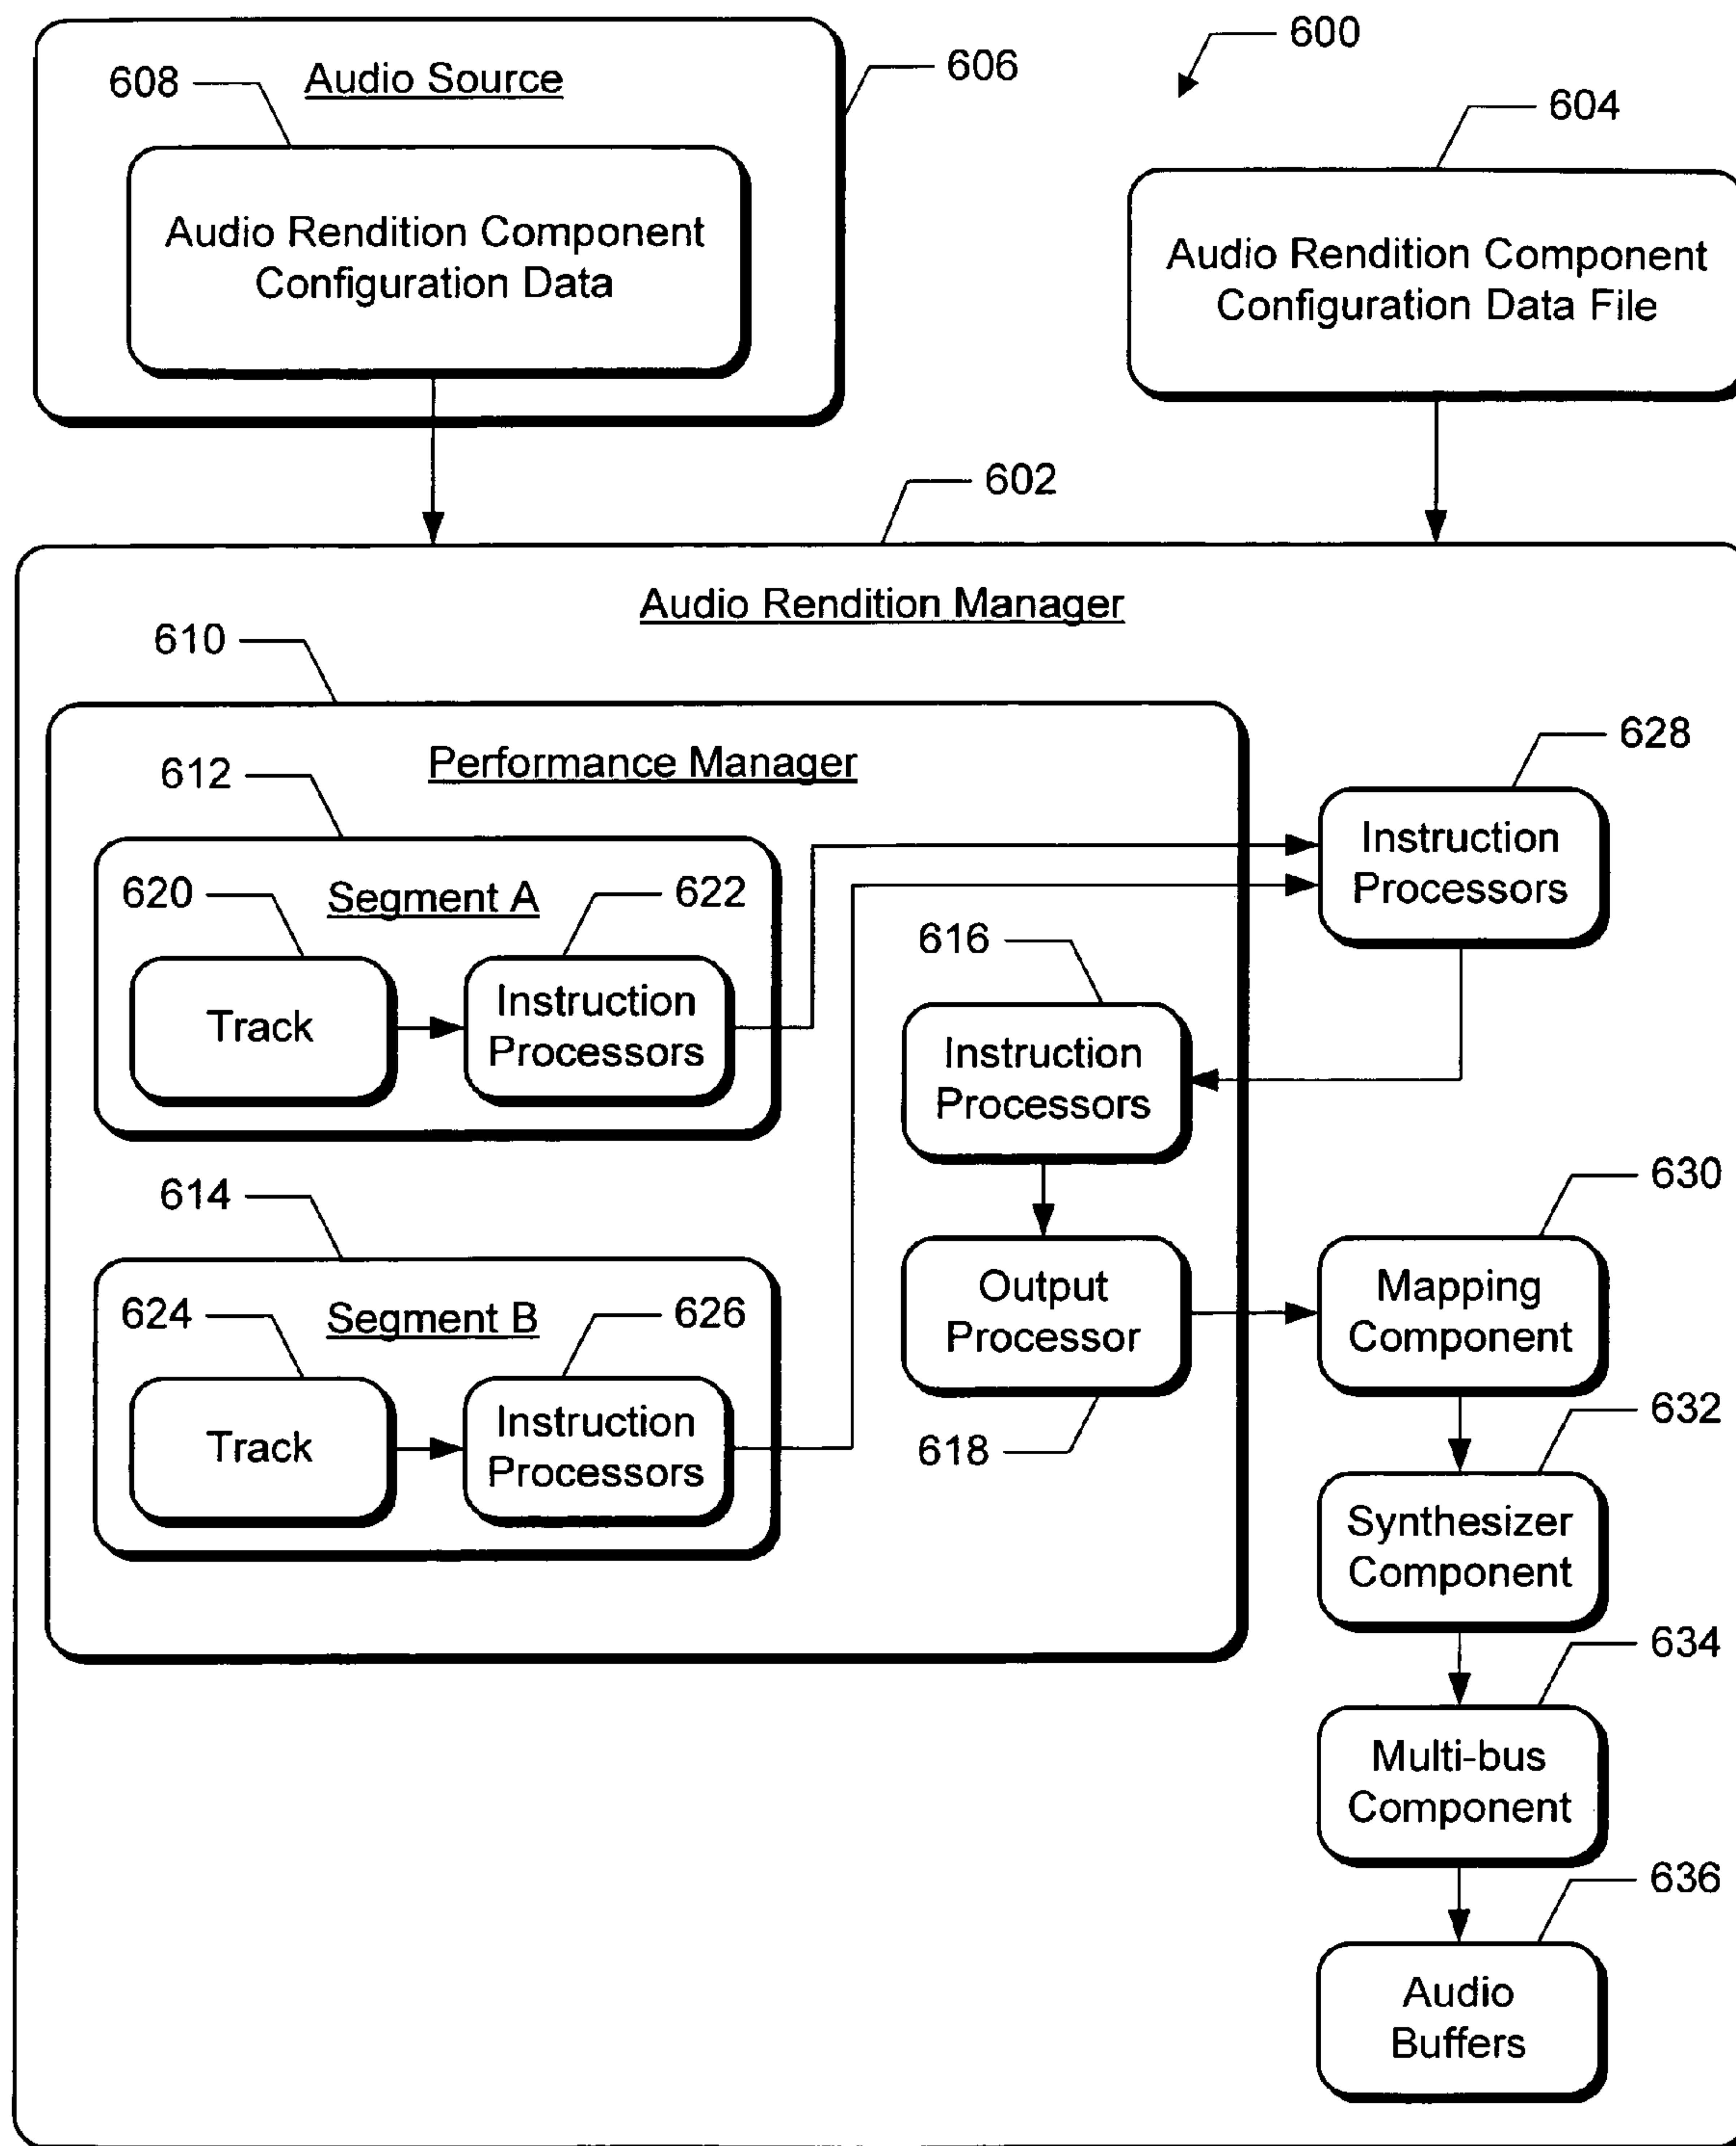 600
606
Audio Source
608
604
Audio Rendition Component
Configuration Data
Audio Rendition Component
Configuration Data File
602
Audio Rendition Manager
610
Performance Manager
612
628
Instruction
Processors
Segment A
620
622
Track
Instruction
Processors
616
Instruction
Processors
614
630
Segment B
624
626
Track
Instruction
Processors
Output
Processor
618
Mapping
Component
632
Synthesizer
Component
634
Multi-bus
Component
636
Audio
Buffers